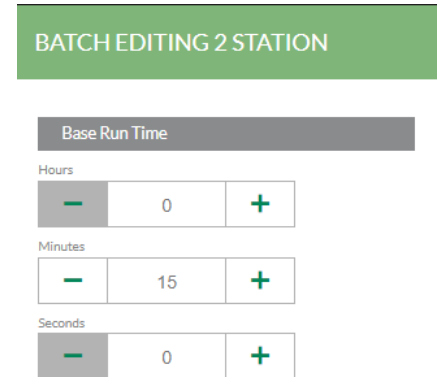 BATCH EDITING 2 STATION
Base Run Time
Hours
− 0 +
Minutes
− 15 +
Seconds
− 0 +